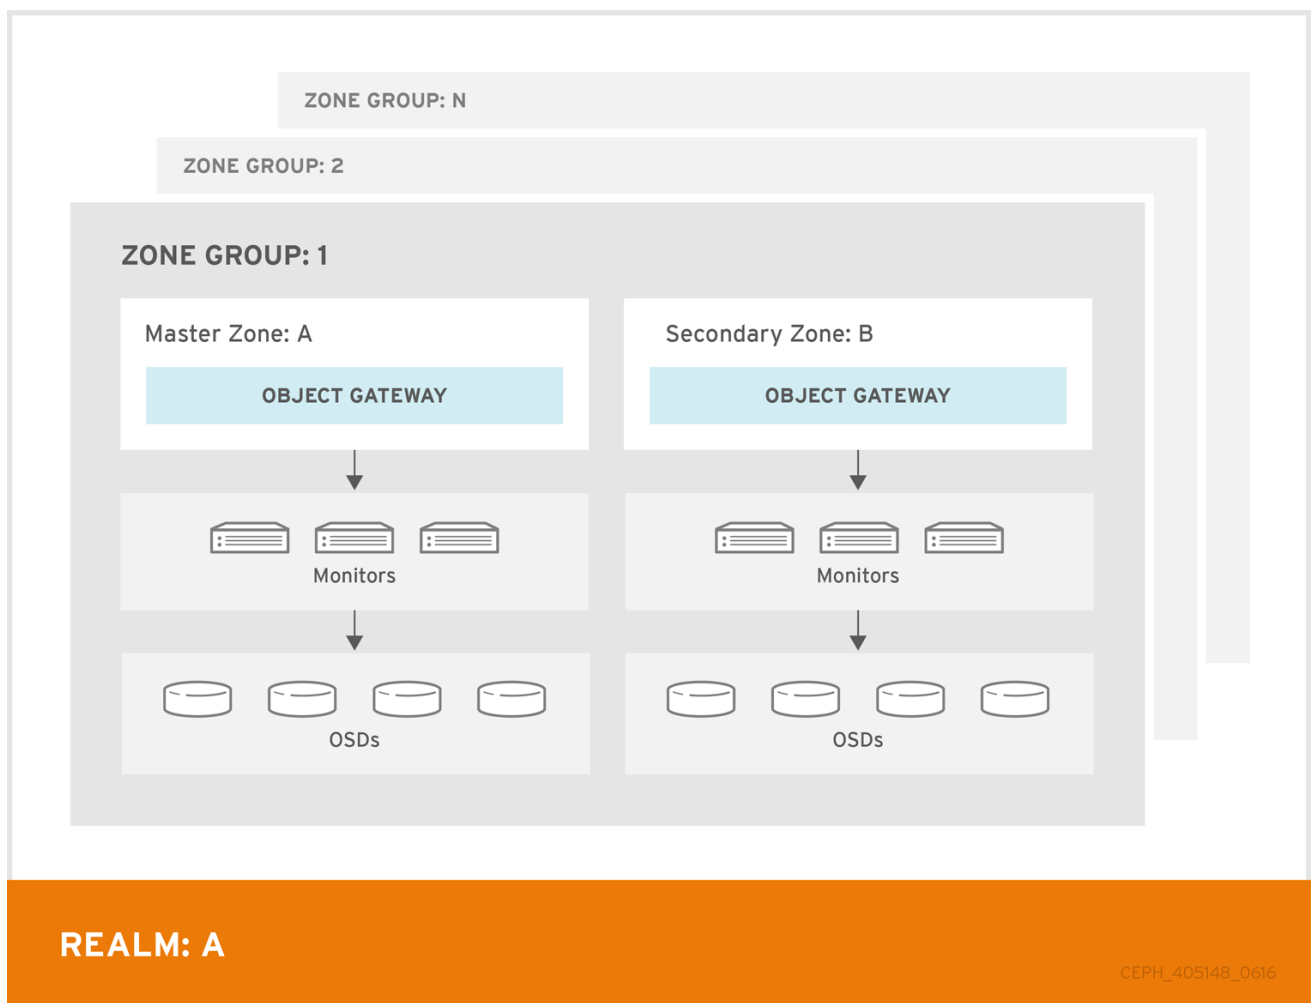 ZONE GROUP: N
ZONE GROUP: 2
ZONE GROUP: 1
Master Zone: A
Secondary Zone: B
OBJECT GATEWAY
OBJECT GATEWAY
Monitors
Monitors
OSDs
OSDs
REALM: A
CEPH_405148_0616